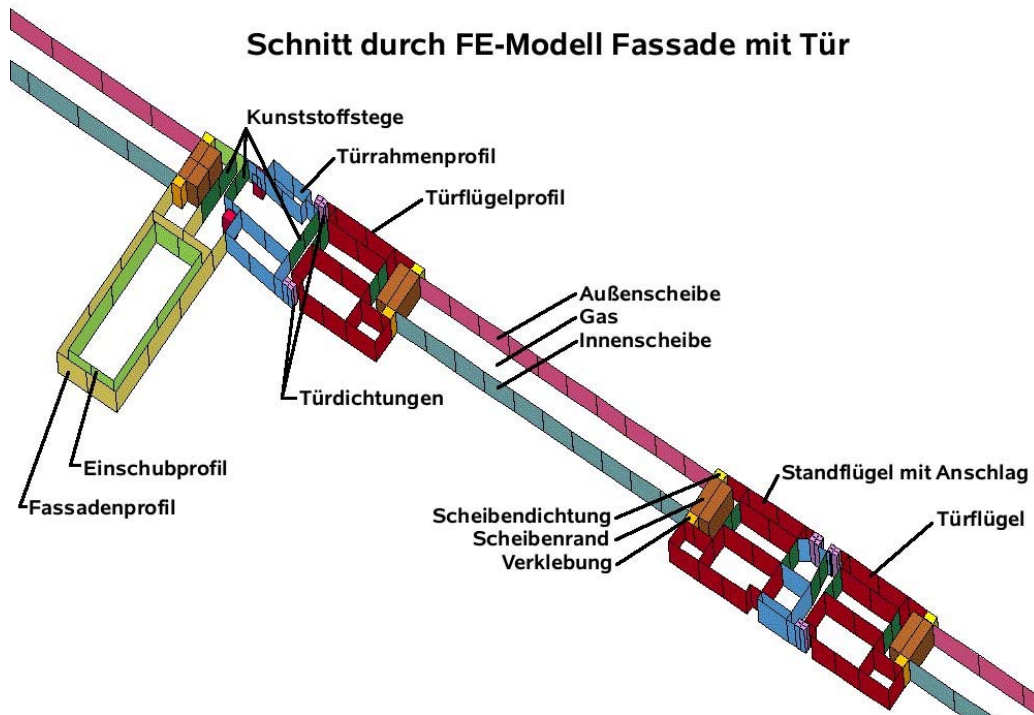 Schnitt durch FE-Modell Fassade mit Tür
Kunststoffstege
Türrahmenprofil
Türflügelprofil
Außenscheibe
Gas
Innenscheibe
Türdichtungen
Einschubprofil
Fassadenprofil
Standflügel mit Anschlag
Scheibendichtung
Türflügel
Scheibenrand
Verklebung